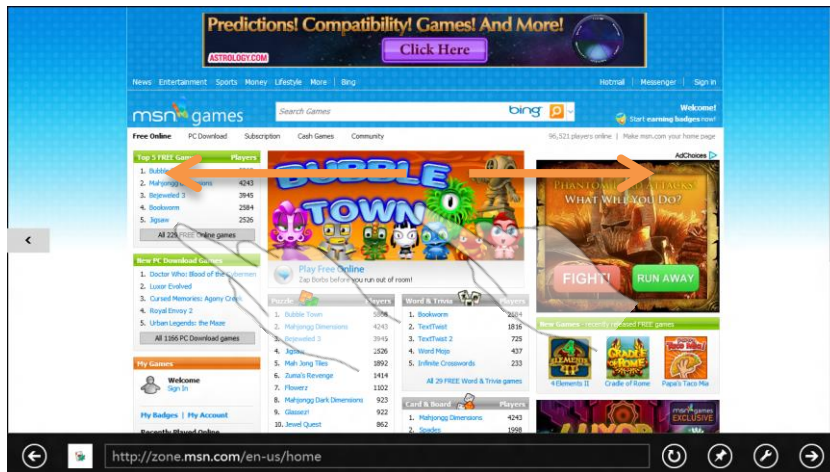 Predictions! Compatibility! Games! And More!
Click Here
ASTROLOGY.COM
News Entertainment Sports Money Lifestyle More | Bing
Hotmail | Messenger | Sign in
msn games
Search Games
bing
Welcome!
Start earning badges now!
Free Online PC Download Subscription Cash Games Community
96,521 players online | Make msn.com your home page
Top 5 FREE Games Players
1. Bubble
2. Mahjongg Dimensions 4243
3. Bejeweled 3 3945
4. Bookworm 2584
5. Jigsaw 2526
All 229 FREE Online games
New PC Download Games
1. Doctor Who: Blood of the Cybermen
2. Luxor Evolved
3. Cursed Memories: Agony Creek
4. Royal Envoy 2
5. Urban Legends: the Maze
All 1166 PC Download games
My Games
Welcome
Sign In
My Badges | My Account
Recently Played Online
BUBBLE
TOWN
Play Free Online
Zap Borbs before you run out of room!
Puzzle Players
1. Bubble Town 5868
2. Mahjongg Dimensions 4243
3. Bejeweled 3 3945
4. Jigsaw 2526
5. Mah Jong Tiles 1892
6. Zuma's Revenge 1414
7. Flowerz 1102
8. Mahjongg Dark Dimensions 923
9. Glassez! 922
10. Jewel Quest 862
Word & Trivia Players
1. Bookworm 2584
2. TextTwist 1816
3. TextTwist 2 725
4. Word Mojo 437
5. Infinite Crosswords 233
All 29 FREE Word & Trivia games
Card & Board Players
1. Mahjongg Dimensions 4243
2. Spades 1998
AdChoices
PHANTOM ATTACKS!
WHAT WILL YOU DO?
FIGHT!
RUN AWAY
New Games - recently released FREE games
4 ELEMENTS
CRADLE OF ROME
4 Elements II Cradle of Rome Papa's Taco Mia
msn games
EXCLUSIVE
LUXOR
http://zone.msn.com/en-us/home